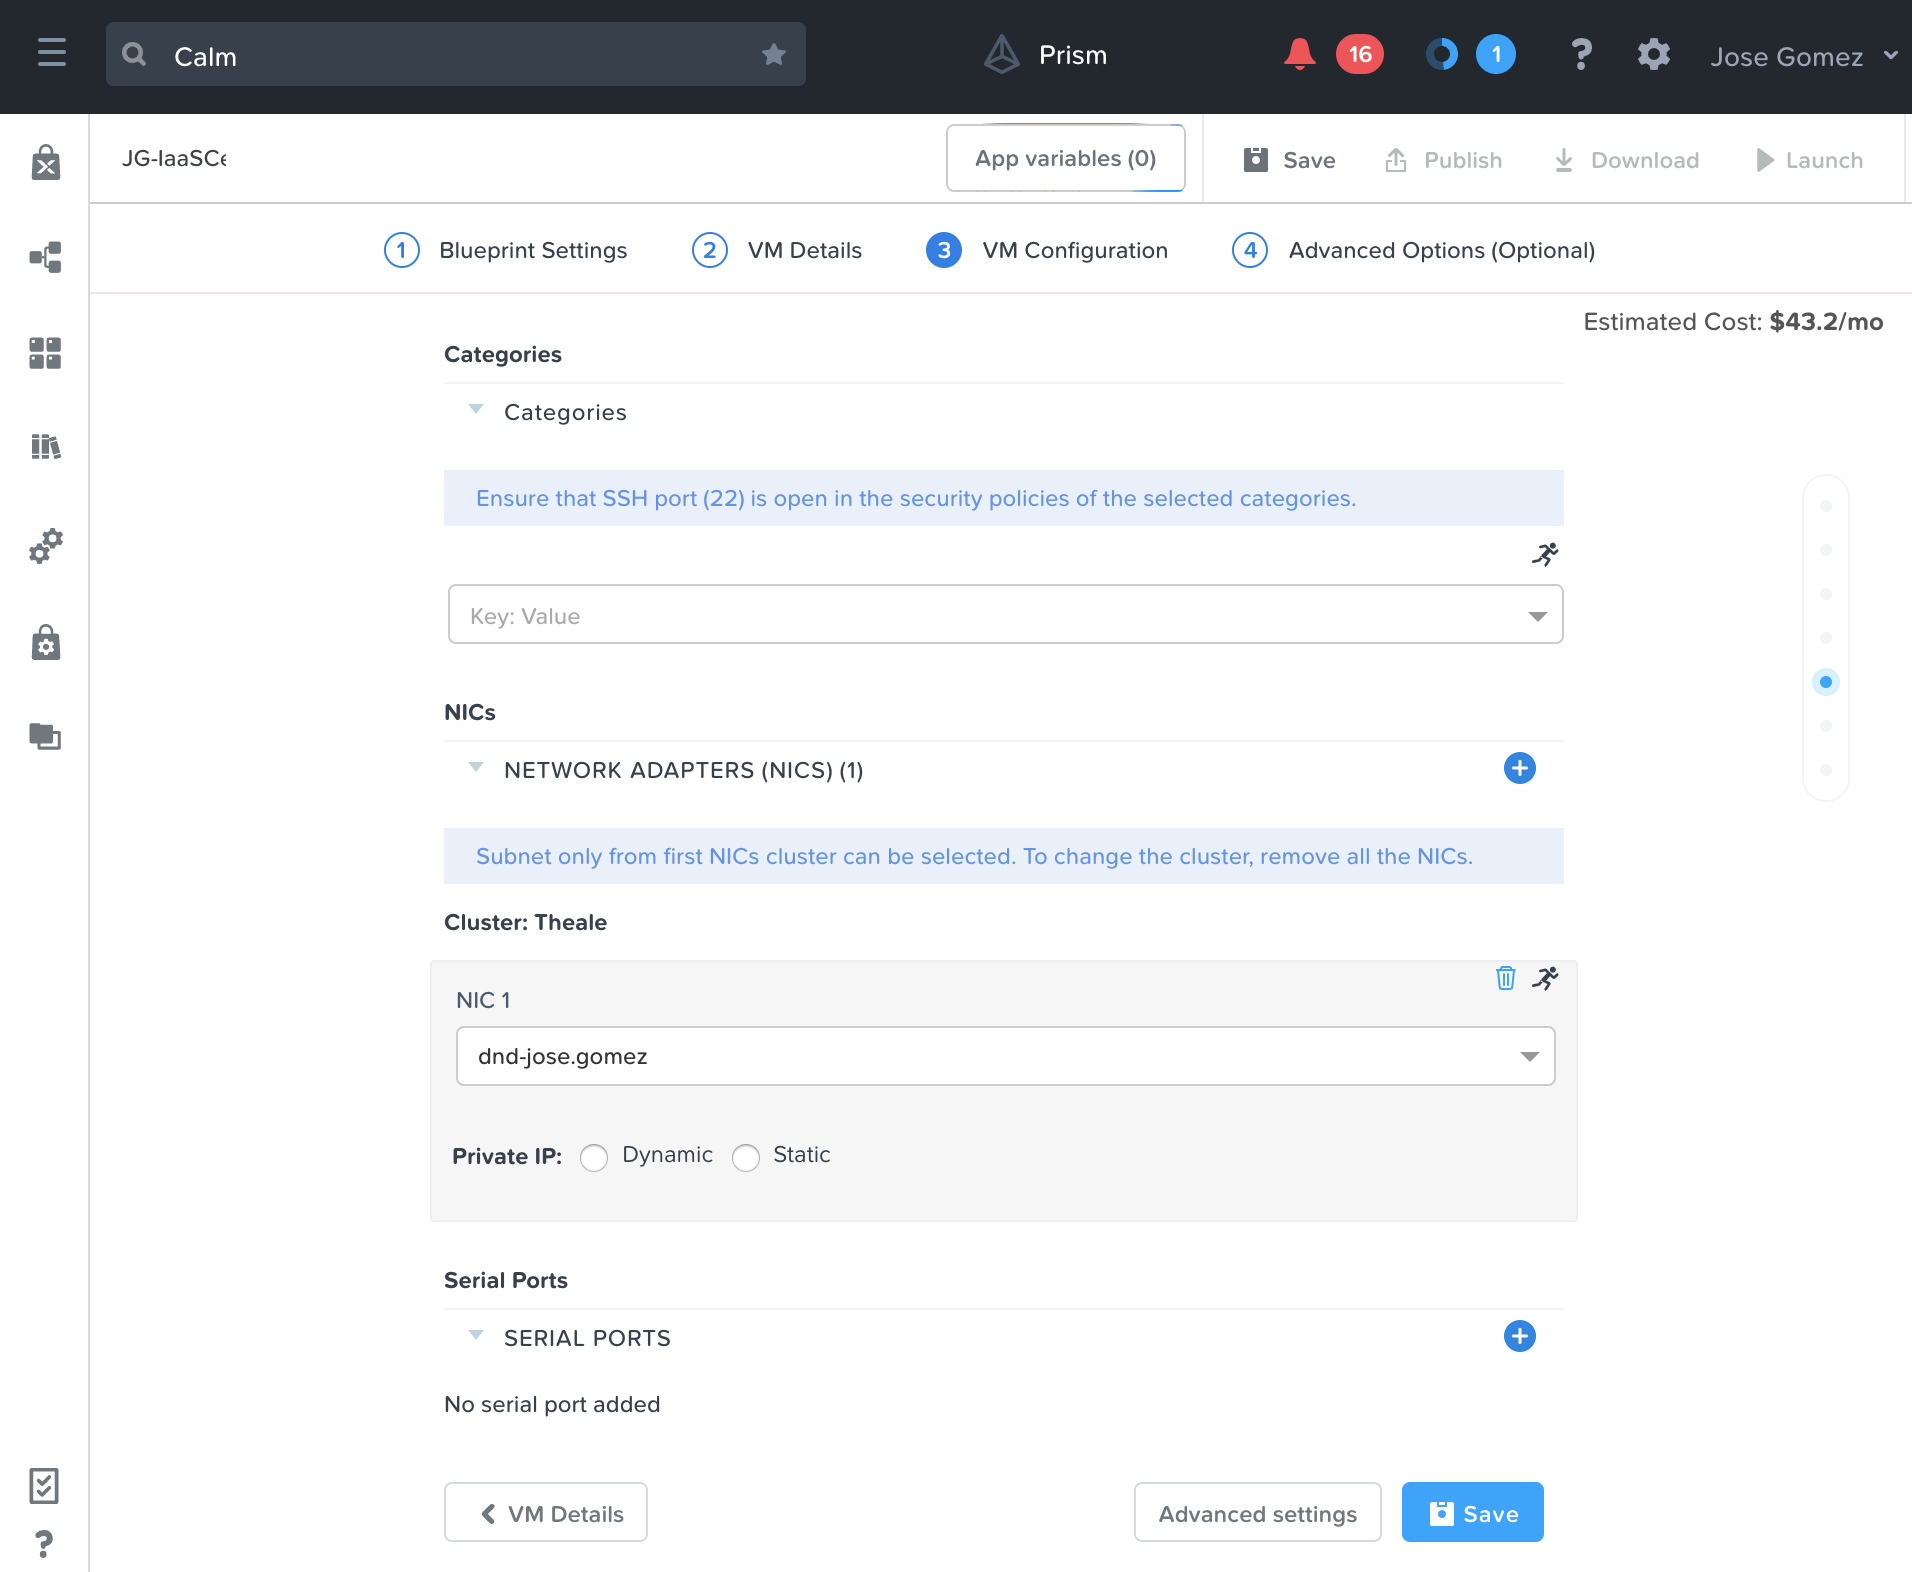 Calm
Prism
16
1
?
Jose Gomez
JG-IaaSCe
App variables (0)
Save
Publish
Download
Launch
1 Blueprint Settings
2 VM Details
3 VM Configuration
4 Advanced Options (Optional)
Estimated Cost: $43.2/mo
Categories
Categories
Ensure that SSH port (22) is open in the security policies of the selected categories.
Key: Value
NICs
NETWORK ADAPTERS (NICS) (1)
Subnet only from first NICs cluster can be selected. To change the cluster, remove all the NICs.
Cluster: Theale
NIC 1
dnd-jose.gomez
Private IP: Dynamic Static
Serial Ports
SERIAL PORTS
No serial port added
VM Details
Advanced settings
Save
?